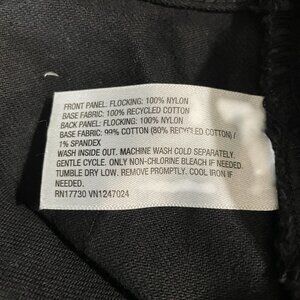 FRONT PANEL: FLOCKING: 100% NYLON
BASE FABRIC: 100% RECYCLED COTTON
BACK PANEL: FLOCKING: 100% NYLON
BASE FABRIC: 99% COTTON (80% RECYCLED COTTON) /
1% SPANDEX
WASH INSIDE OUT. MACHINE WASH COLD SEPARATELY.
GENTLE CYCLE. ONLY NON-CHLORINE BLEACH IF NEEDED.
TUMBLE DRY LOW. REMOVE PROMPTLY. COOL IRON IF
NEEDED.
RN17730 VN1247024